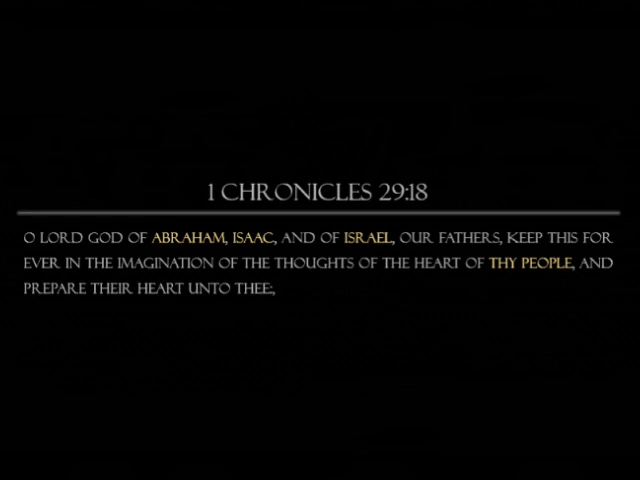 1 CHRONICLES 29:18
O LORD GOD OF ABRAHAM, ISAAC, AND OF ISRAEL, OUR FATHERS, KEEP THIS FOR
EVER IN THE IMAGINATION OF THE THOUGHTS OF THE HEART OF THY PEOPLE, AND
PREPARE THEIR HEART UNTO THEE:,